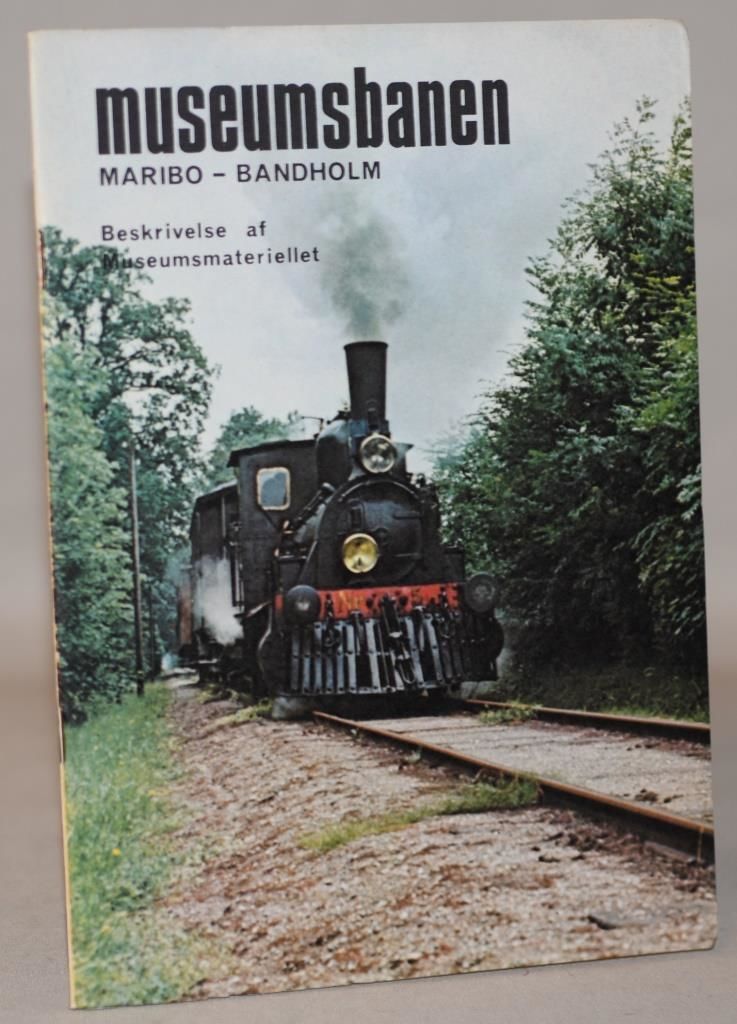 museumsbanen
MARIBO – BANDHOLM
Beskrivelse af
Museumsmateriellet